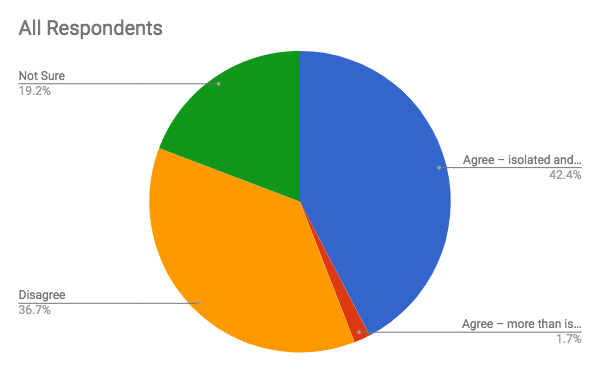 All Respondents
Not Sure
19.2%
Agree – isolated and...
42.4%
Disagree
36.7%
Agree – more than is...
1.7%